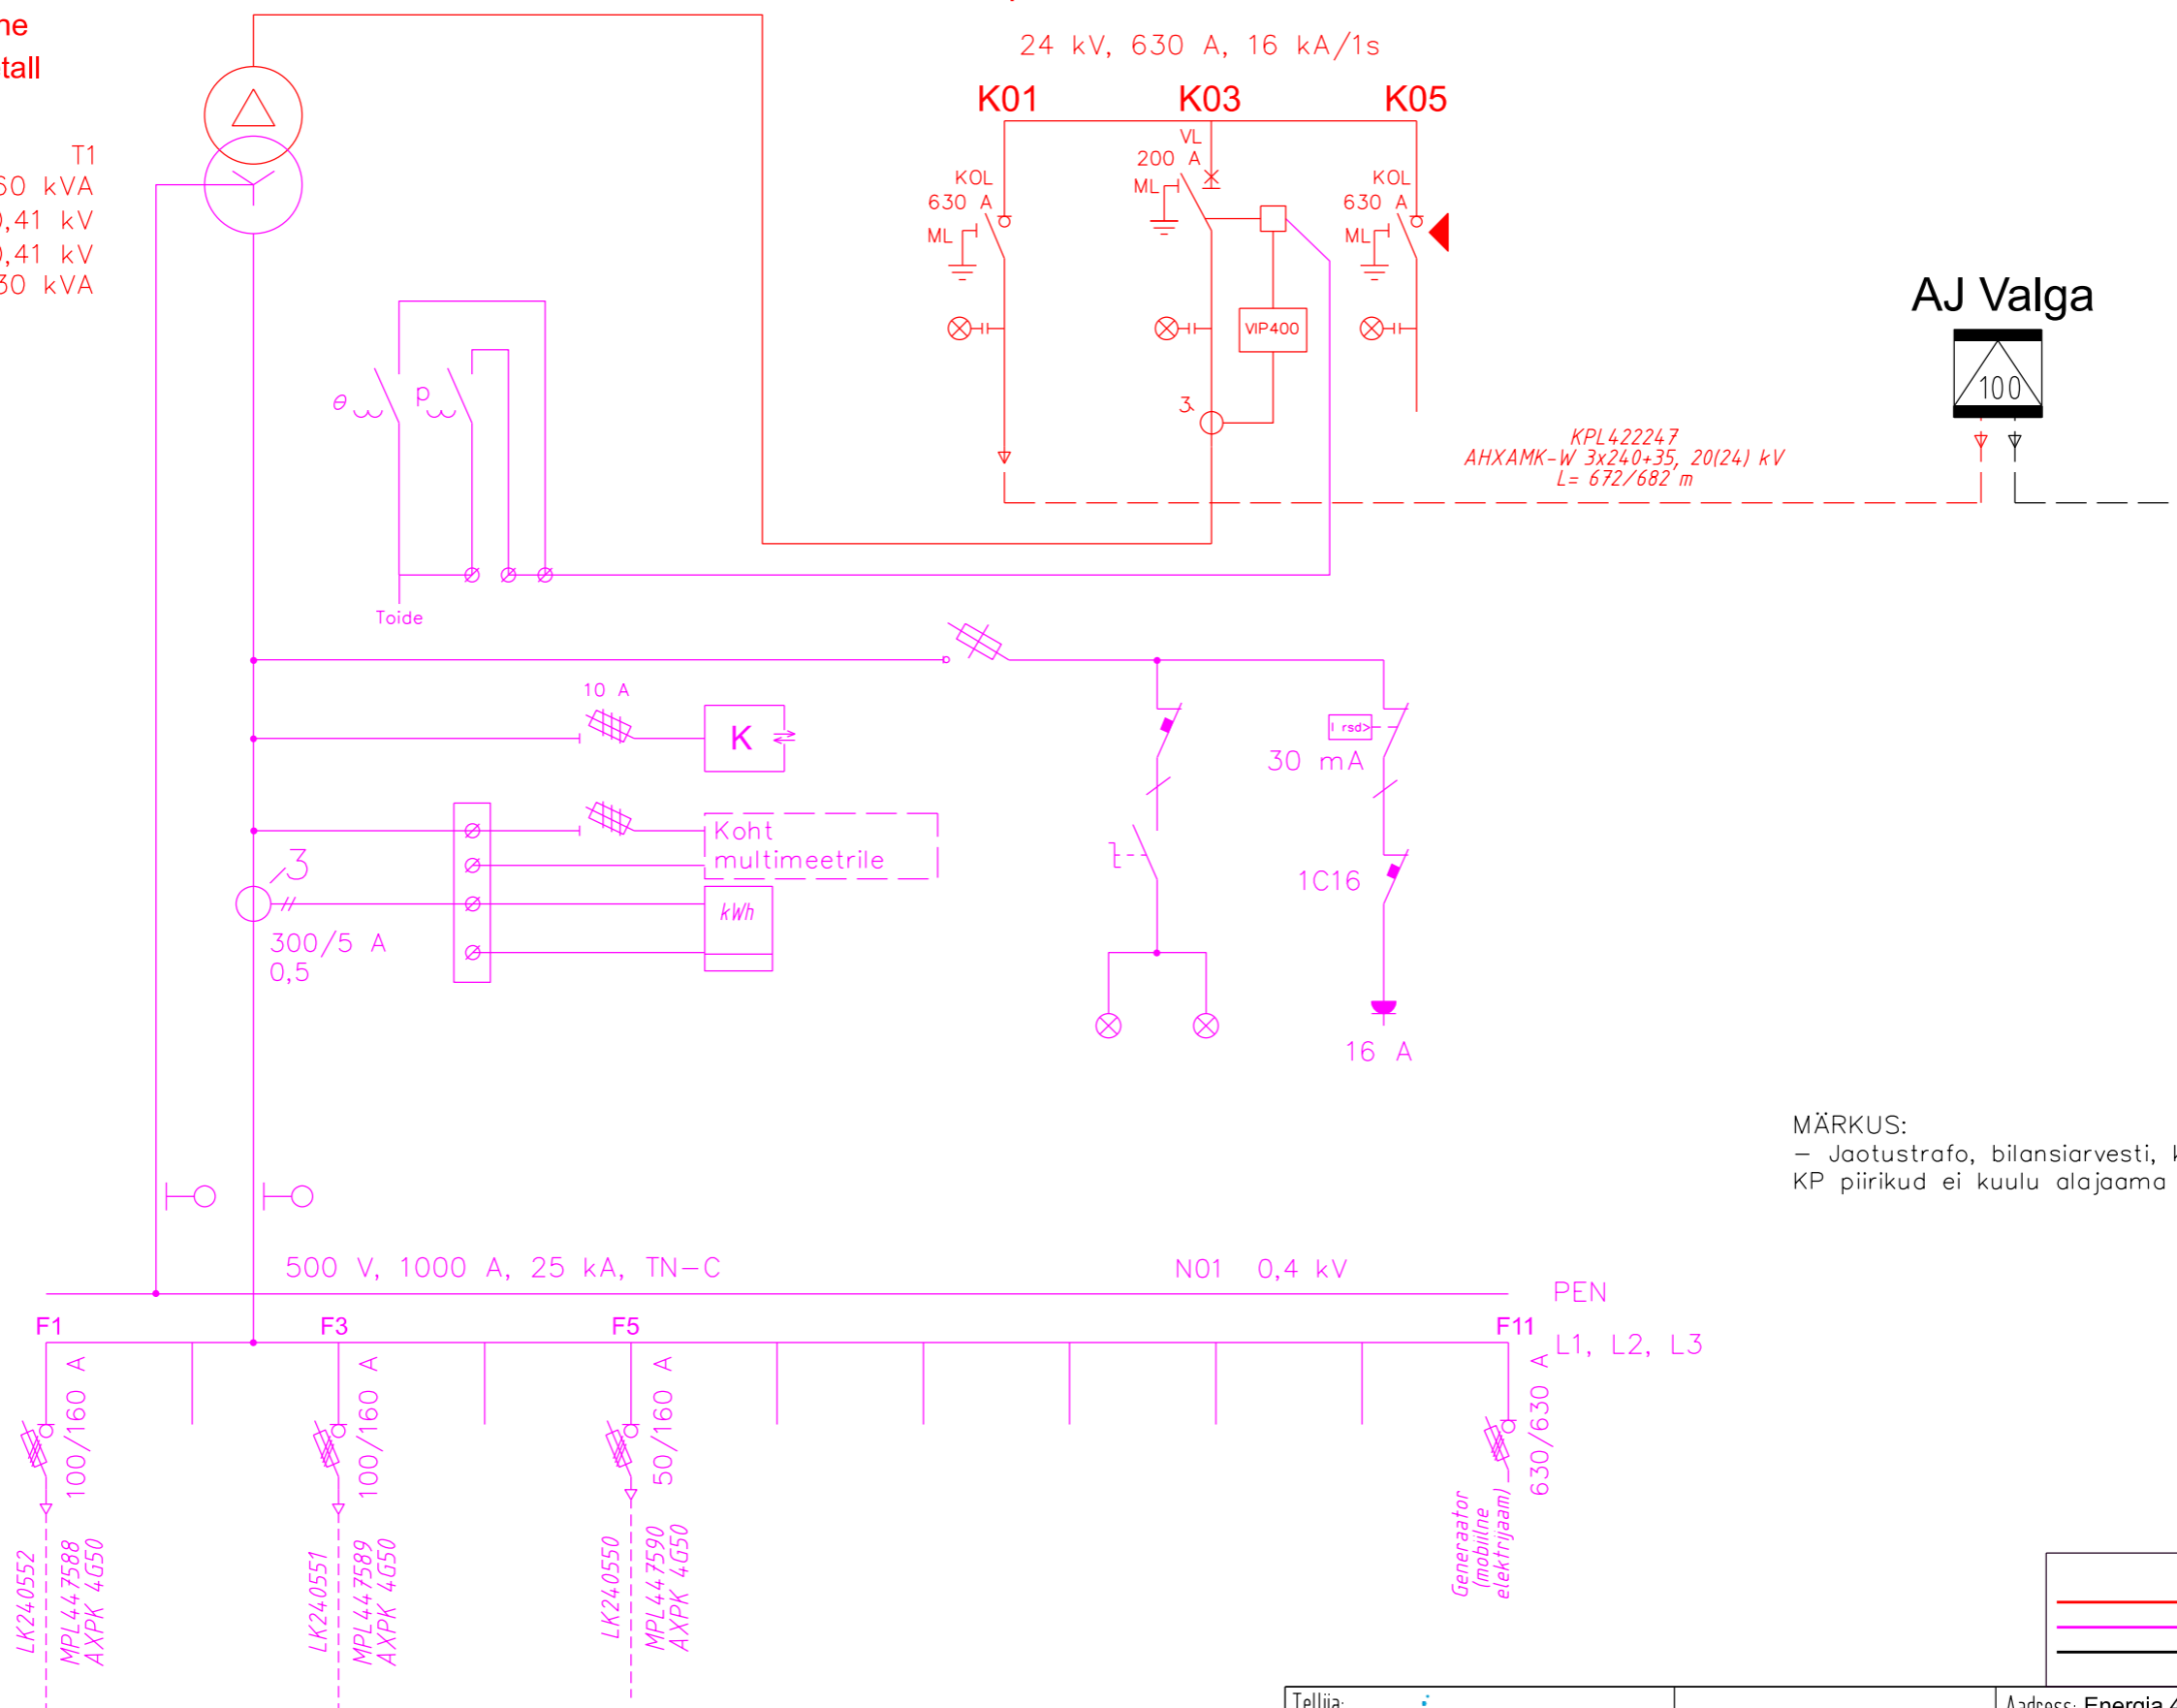 24 kV, 630 A, 16 kA/1s
K01
K03
K05
T1
kVA
0,41 kV
0,41 kV
kVA
VL
200 A
ML
KOL
630 A
ML
KOL
630 A
ML
VIP400
3
AJ Valga
100
KPL422247
AHXAMK-W 3x240+35, 20(24) kV
L= 672/682 m
θ
p
Toide
10 A
K
I rsd>
30 mA
Koht
multimeetrile
3
kWh
300/5 A
0,5
1C16
16 A
MÄRKUS:
– Jaotustrafo, bilansiarvesti,
KP piirikud ei kuulu alajaama
500 V, 1000 A, 25 kA, TN–C
N01 0,4 kV
PEN
F1
F3
F5
F11
L1, L2, L3
100/160 A
100/160 A
50/160 A
630/630 A
LK240552
MPL447588
AXPK 4G50
LK240551
MPL447589
AXPK 4G50
LK240550
MPL447590
AXPK 4G50
Generaator
(mobiilne
elektrijaam)
Tellija:
Aadress: Energia